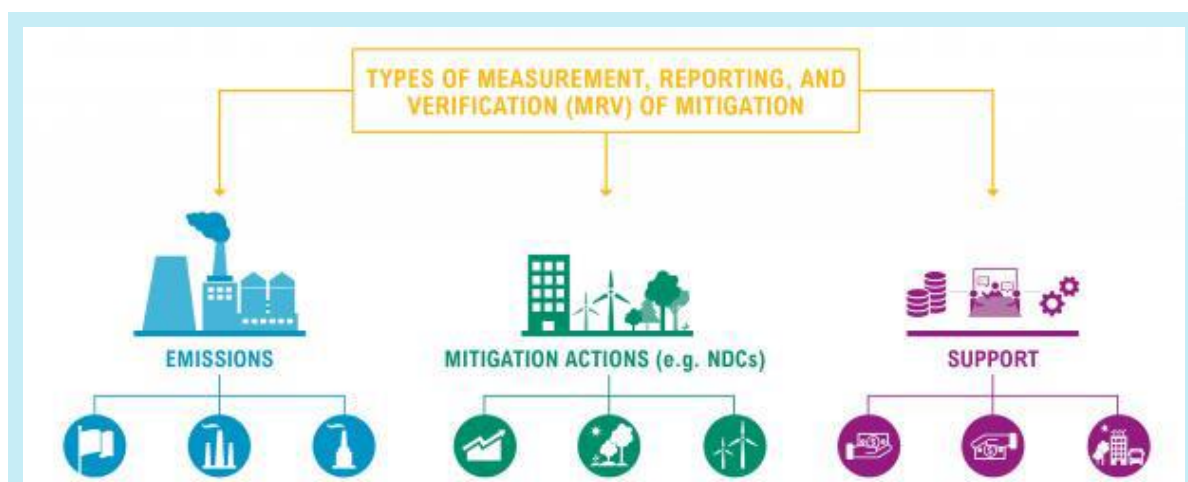 TYPES OF MEASUREMENT, REPORTING, AND
VERIFICATION (MRV) OF MITIGATION
EMISSIONS
MITIGATION ACTIONS (e.g. NDCs)
SUPPORT